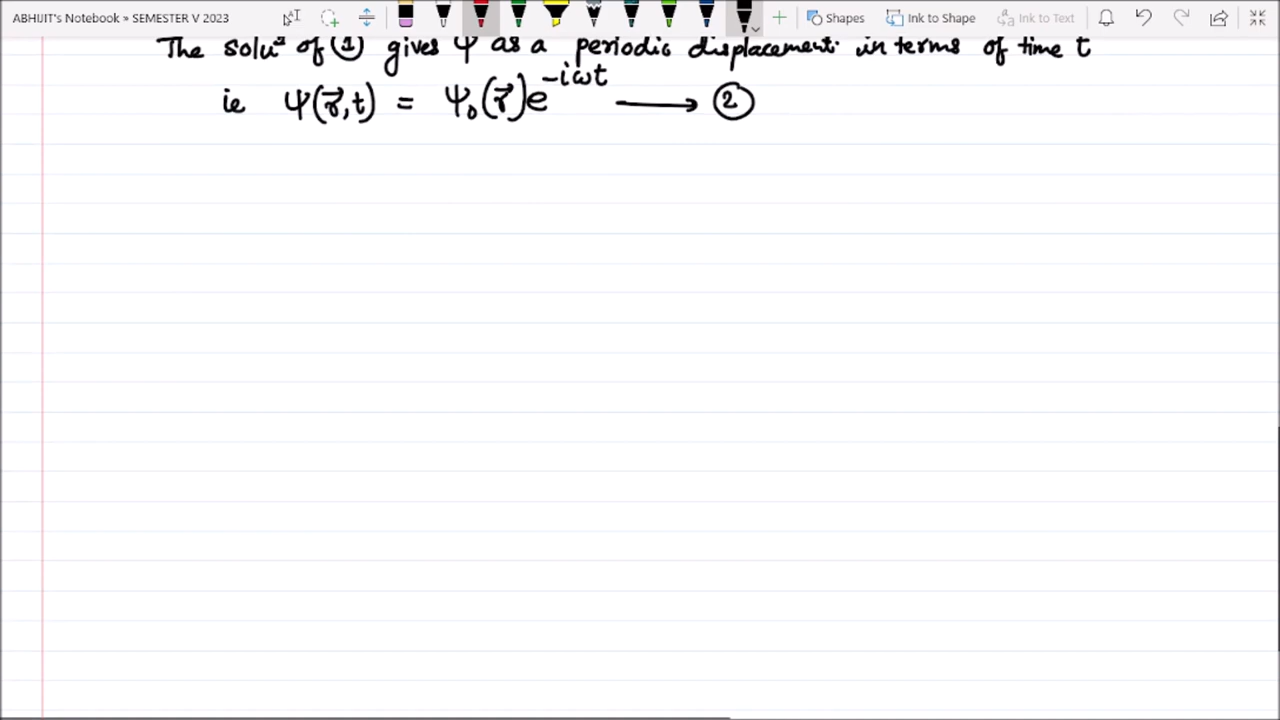 ABHIJIT's Notebook » SEMESTER V 2023
Shapes
Ink to Shape
Ink to Text
The soluⁿ of ① gives Ψ as a periodic displacement in terms of time t
ie Ψ(r⃗,t) = Ψ₀(r⃗)e^{-iωt} ⟶ ②